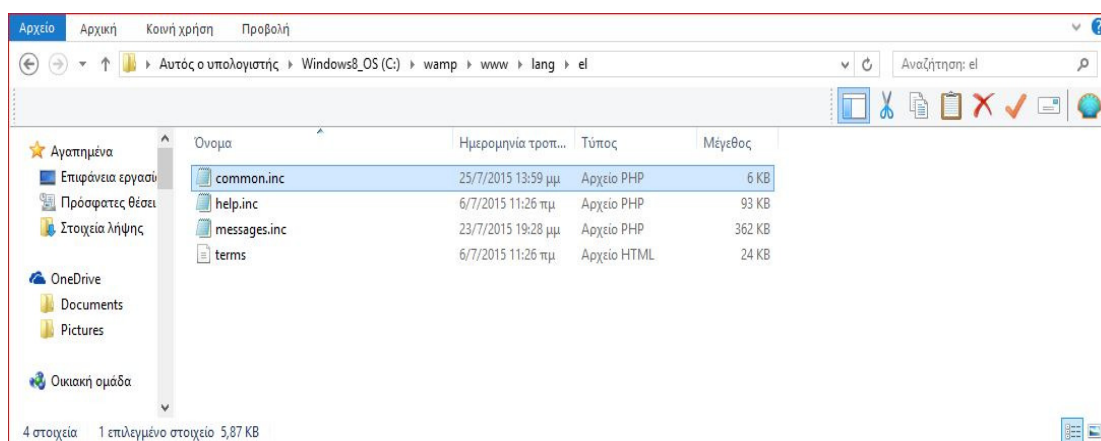 Αρχείο Αρχική Κοινή χρήση Προβολή
Αυτός ο υπολογιστής Windows8_OS (C:) wamp www lang el Αναζήτηση: el
Όνομα Ημερομηνία τροπ... Τύπος Μέγεθος
Αγαπημένα
Επιφάνεια εργασί
Πρόσφατες θέσει
Στοιχεία λήψης
OneDrive
Documents
Pictures
Οικιακή ομάδα
common.inc 25/7/2015 13:59 μμ Αρχείο PHP 6 KB
help.inc 6/7/2015 11:26 πμ Αρχείο PHP 93 KB
messages.inc 23/7/2015 19:28 μμ Αρχείο PHP 362 KB
terms 6/7/2015 11:26 πμ Αρχείο HTML 24 KB
4 στοιχεία 1 επιλεγμένο στοιχείο 5,87 KB